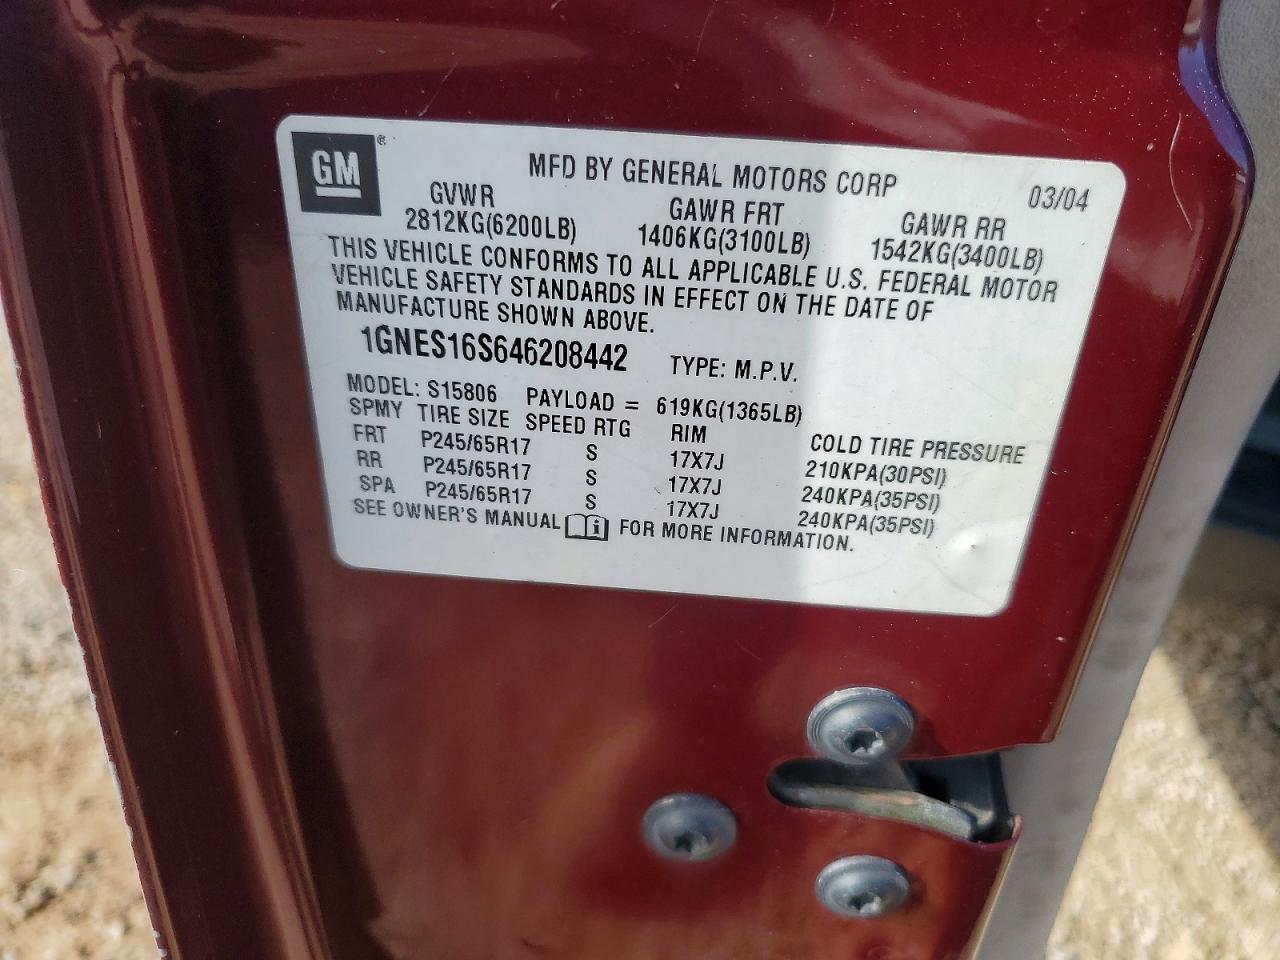 GM®
MFD BY GENERAL MOTORS CORP 03/04
GVWR GAWR FRT GAWR RR
2812KG(6200LB) 1406KG(3100LB) 1542KG(3400LB)
THIS VEHICLE CONFORMS TO ALL APPLICABLE U.S. FEDERAL MOTOR
VEHICLE SAFETY STANDARDS IN EFFECT ON THE DATE OF
MANUFACTURE SHOWN ABOVE.
1GNES16S646208442 TYPE: M.P.V.
MODEL: S15806 PAYLOAD = 619KG(1365LB)
SPMY TIRE SIZE SPEED RTG RIM COLD TIRE PRESSURE
FRT P245/65R17 S 17X7J 210KPA(30PSI)
RR P245/65R17 S 17X7J 240KPA(35PSI)
SPA P245/65R17 S 17X7J 240KPA(35PSI)
SEE OWNER'S MANUAL i FOR MORE INFORMATION.